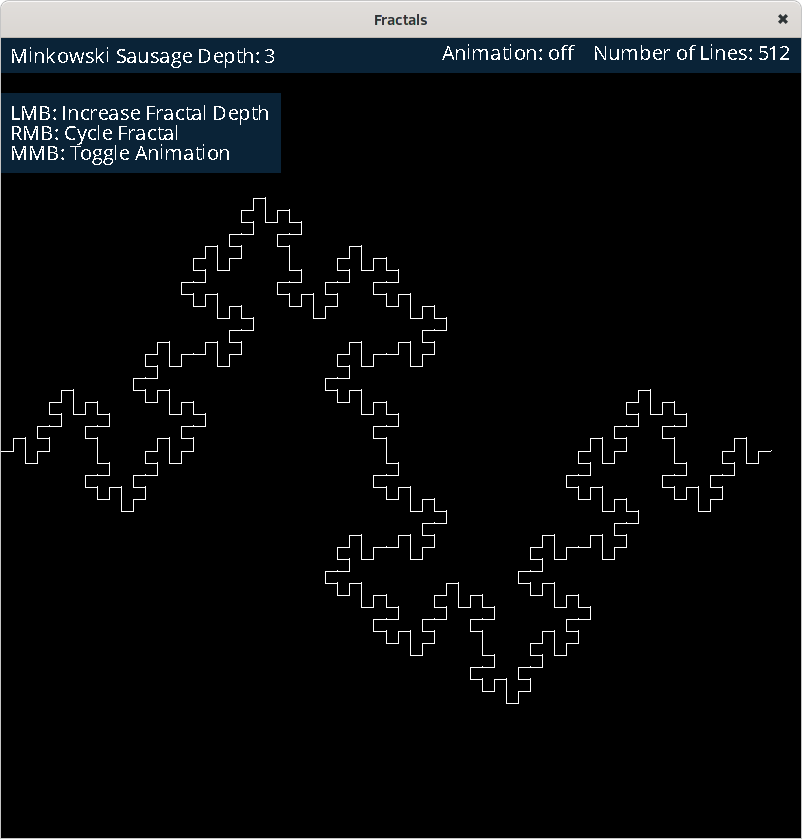 Fractals
Minkowski Sausage Depth: 3
Animation: off Number of Lines: 512
LMB: Increase Fractal Depth
RMB: Cycle Fractal
MMB: Toggle Animation